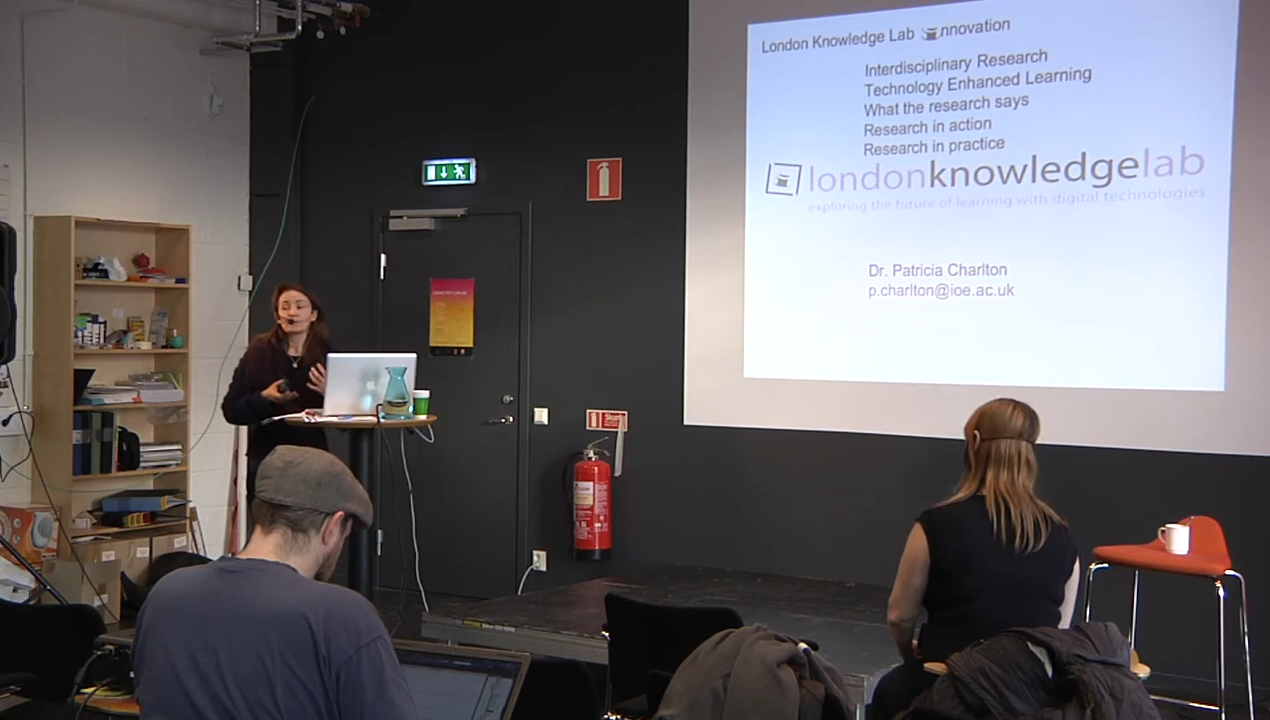 London Knowledge Lab innovation
Interdisciplinary Research
Technology Enhanced Learning
What the research says
Research in action
Research in practice
londonknowledgelab
exploring the future of learning with digital technologies
Dr. Patricia Charlton
p.charlton@ioe.ac.uk